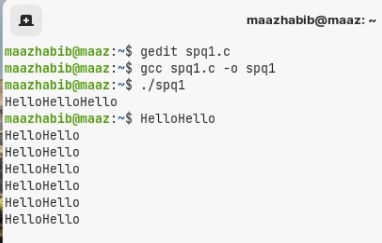 maazhabib@maaz: ~
maazhabib@maaz:~$ gedit spq1.c
maazhabib@maaz:~$ gcc spq1.c -o spq1
maazhabib@maaz:~$ ./spq1
HelloHelloHello
maazhabib@maaz:~$ HelloHello
HelloHello
HelloHello
HelloHello
HelloHello
HelloHello
HelloHello